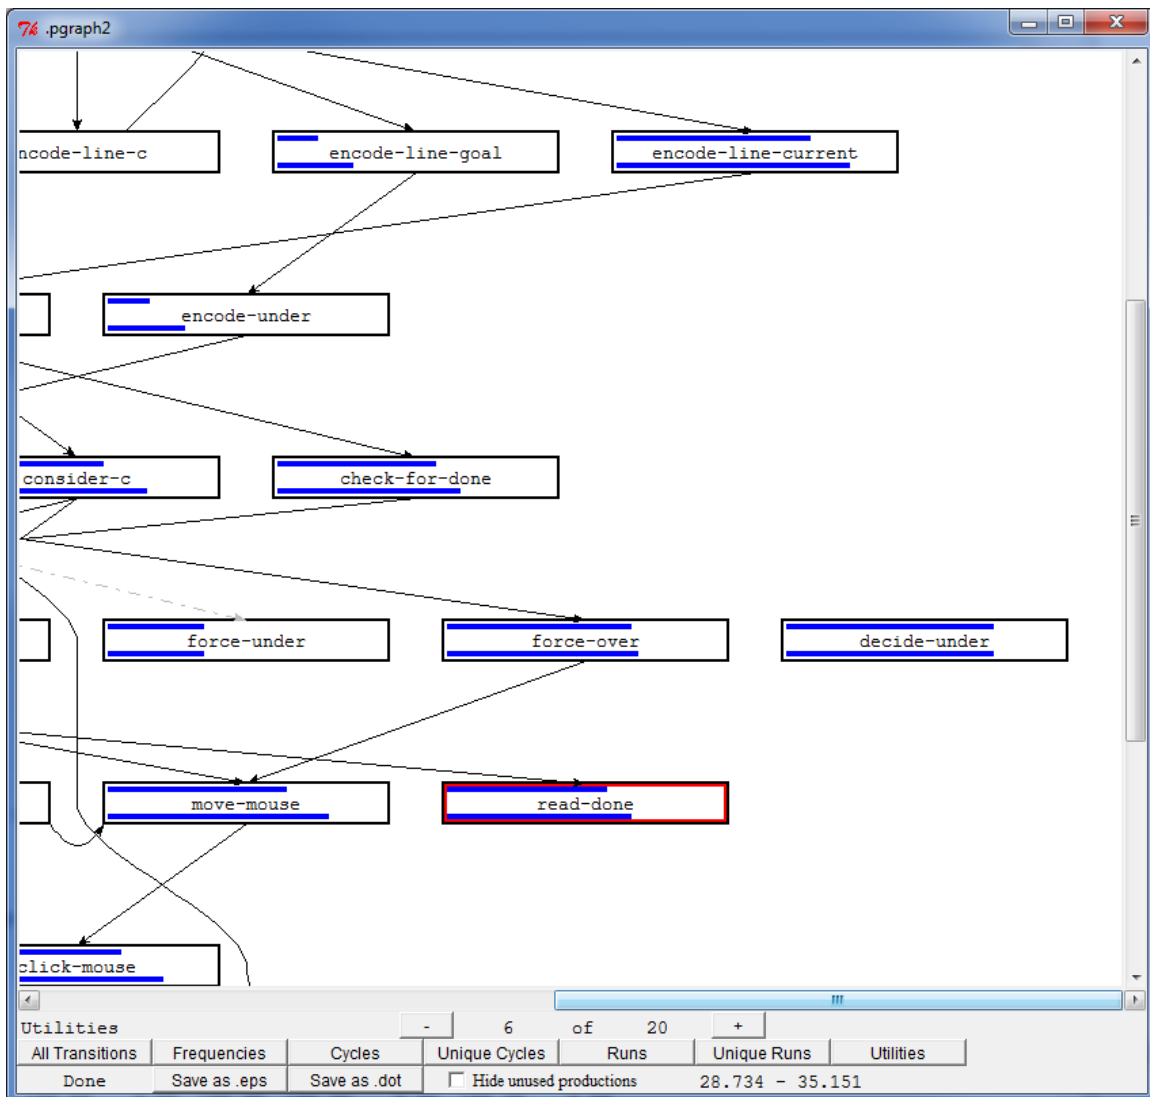 .pgraph2
ncode-line-c encode-line-goal encode-line-current
encode-under
consider-c check-for-done
force-under force-over decide-under
move-mouse read-done
click-mouse
Utilities - 6 of 20 +
All Transitions Frequencies Cycles Unique Cycles Runs Unique Runs Utilities
Done Save as .eps Save as .dot Hide unused productions 28.734 - 35.151